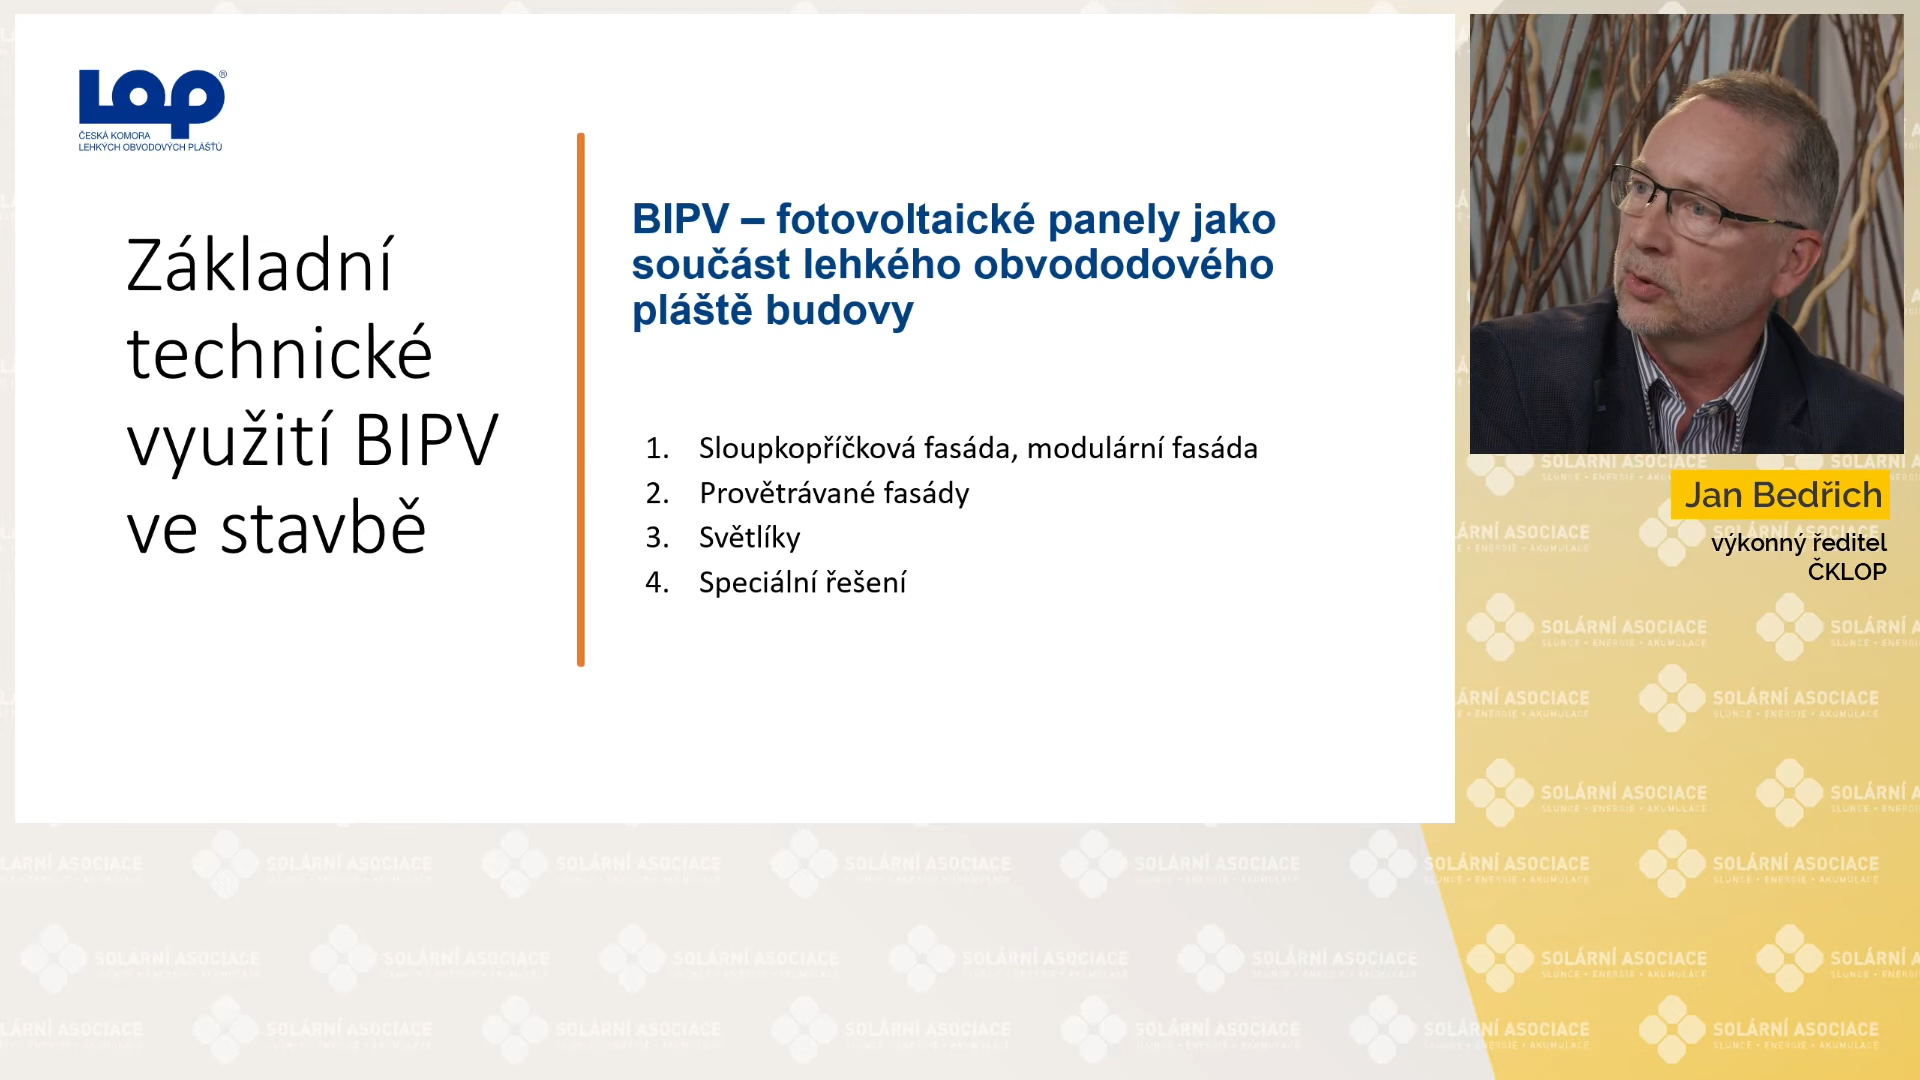 LOP®
ČESKÁ KOMORA
LEHKÝCH OBVODOVÝCH PLÁŠŤŮ
Základní
technické
využití BIPV
ve stavbě
BIPV – fotovoltaické panely jako
součást lehkého obvododového
pláště budovy
1. Sloupkopříčková fasáda, modulární fasáda
2. Provětrávané fasády
3. Světlíky
4. Speciální řešení
Jan Bedřich
výkonný ředitel
ČKLOP
SOLÁRNÍ ASOCIACE
SLUNCE • ENERGIE • AKUMULACE